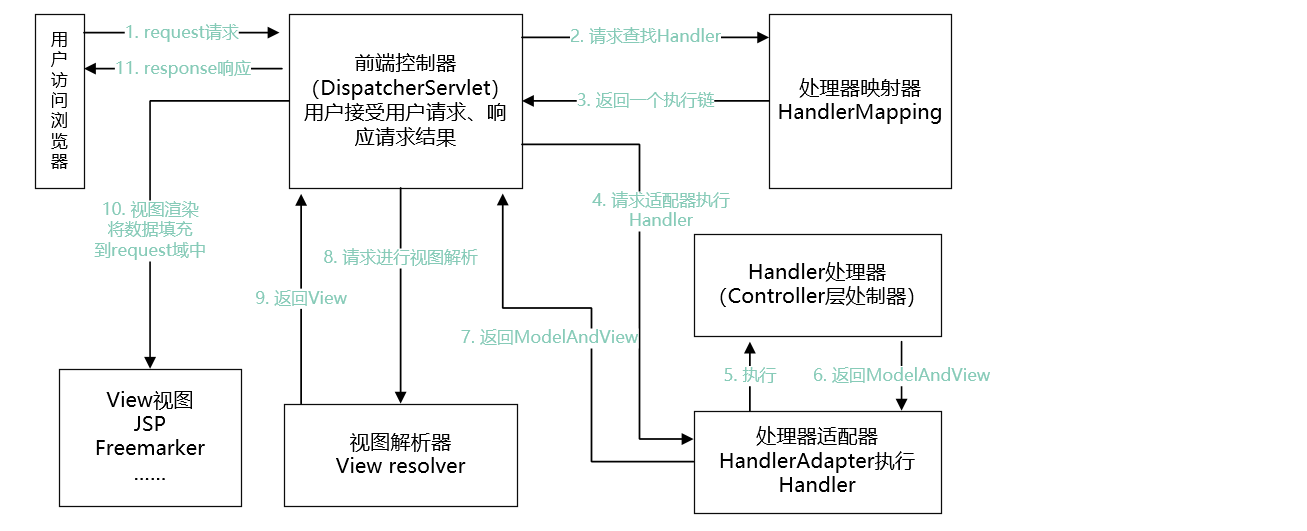 用
户
访
问
浏
览
器
1. request请求
11. response响应
前端控制器
（DispatcherServlet）
用户接受用户请求、响
应请求结果
2. 请求查找Handler
3. 返回一个执行链
处理器映射器
HandlerMapping
4. 请求适配器执行
Handler
10. 视图渲染
将数据填充
到request域中
8. 请求进行视图解析
9. 返回View
Handler处理器
（Controller层处制器）
7. 返回ModelAndView
5. 执行
6. 返回ModelAndView
View视图
JSP
Freemarker
……
视图解析器
View resolver
处理器适配器
HandlerAdapter执行
Handler